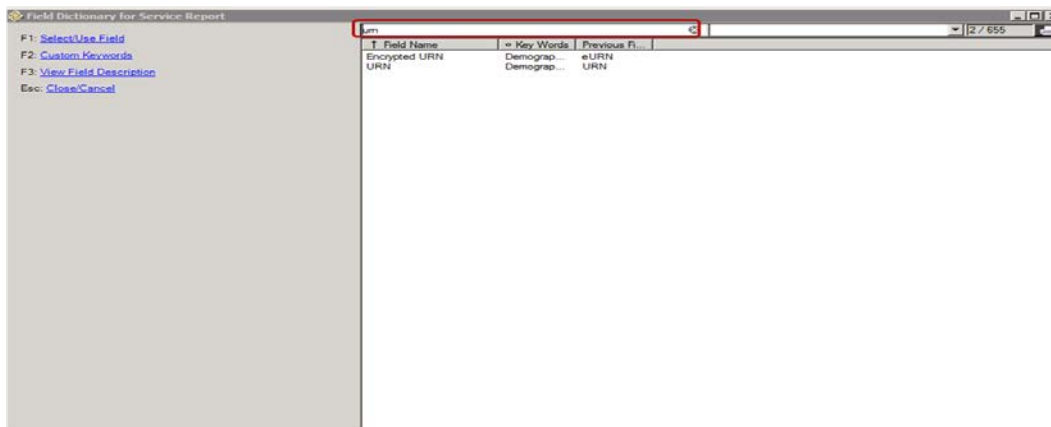 Field Dictionary for Service Report
F1: Select/Use Field
F2: Custom Keywords
F3: View Field Description
Esc: Close/Cancel
urn
2 / 655
↑ Field Name Key Words Previous Fi...
Encrypted URN Demograp... eURN
URN Demograp... URN